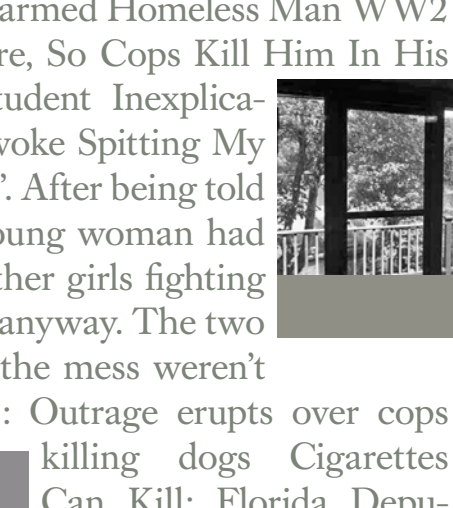 armed Homeless Man WW2
re, So Cops Kill Him In His
tudent Inexplica-
woke Spitting My
”. After being told
oung woman had
ther girls fighting
anyway. The two
the mess weren’t
: Outrage erupts over cops
killing dogs Cigarettes
Can Kill: Florida Depu-